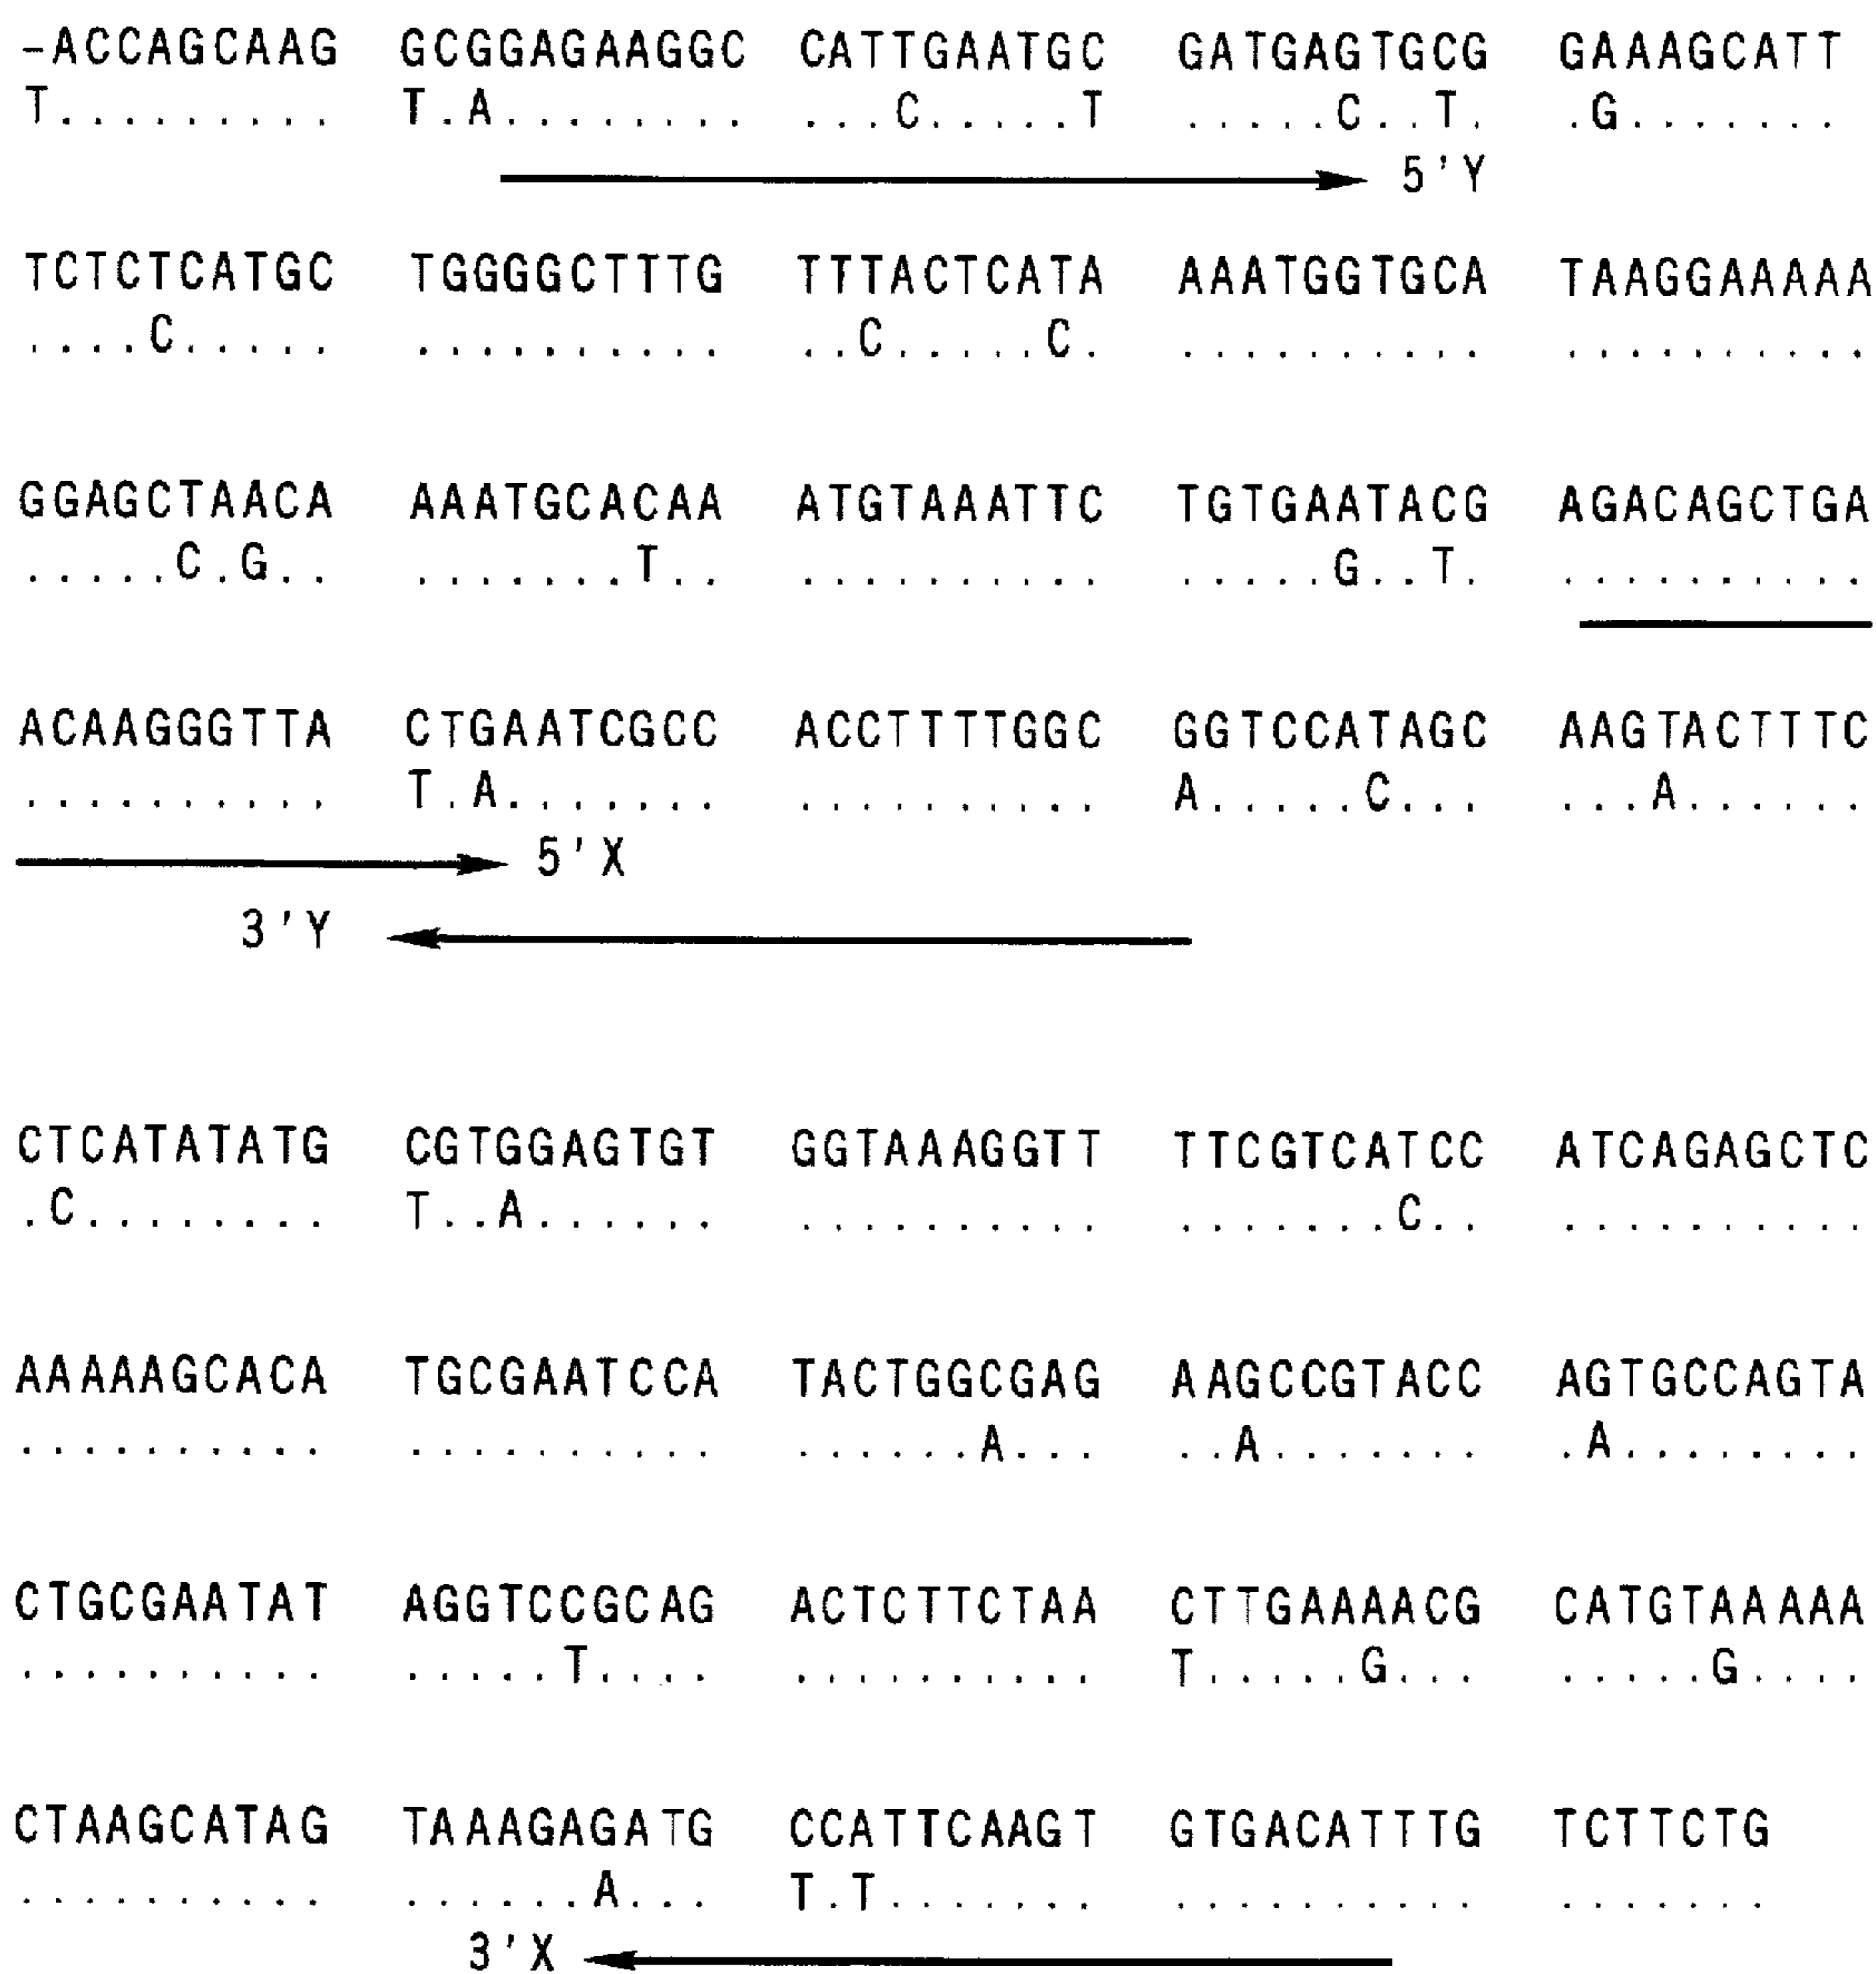 -ACCAGCAAG GCGGAGAAGGC CATTGAATGC GATGAGTGCG GAAAGCATT
T......... T.A........ ...C.....T .....C..T. .G.......
5'Y
TCTCTCATGC TGGGGCTTTG TTTACTCATA AAATGGTGCA TAAGGAAAAA
....C..... .......... ..C.....C. .......... ..........
GGAGCTAACA AAATGCACAA ATGTAAATTC TGTGAATACG AGACAGCTGA
.....C.G.. .......T.. .......... .....G..T. ..........
ACAAGGGTTA CTGAATCGCC ACCTTTTGGC GGTCCATAGC AAGTACTTTC
.......... T.A....... .......... A.....C... ...A......
5'X
3'Y
CTCATATATG CGTGGAGTGT GGTAAAGGTT TTCGTCATCC ATCAGAGCTC
.C........ T..A...... .......... .......C.. ..........
AAAAAGCACA TGCGAATCCA TACTGGCGAG AAGCCGTACC AGTGCCAGTA
.......... .......... ......A... ..A....... .A........
CTGCGAATAT AGGTCCGCAG ACTCTTCTAA CTTGAAAACG CATGTAAAAA
.......... .....T.... .......... T.....G... .....G....
CTAAGCATAG TAAAGAGATG CCATTCAAGT GTGACATTTG TCTTCTG
.......... ......A... T.T....... .......... .......
3'X